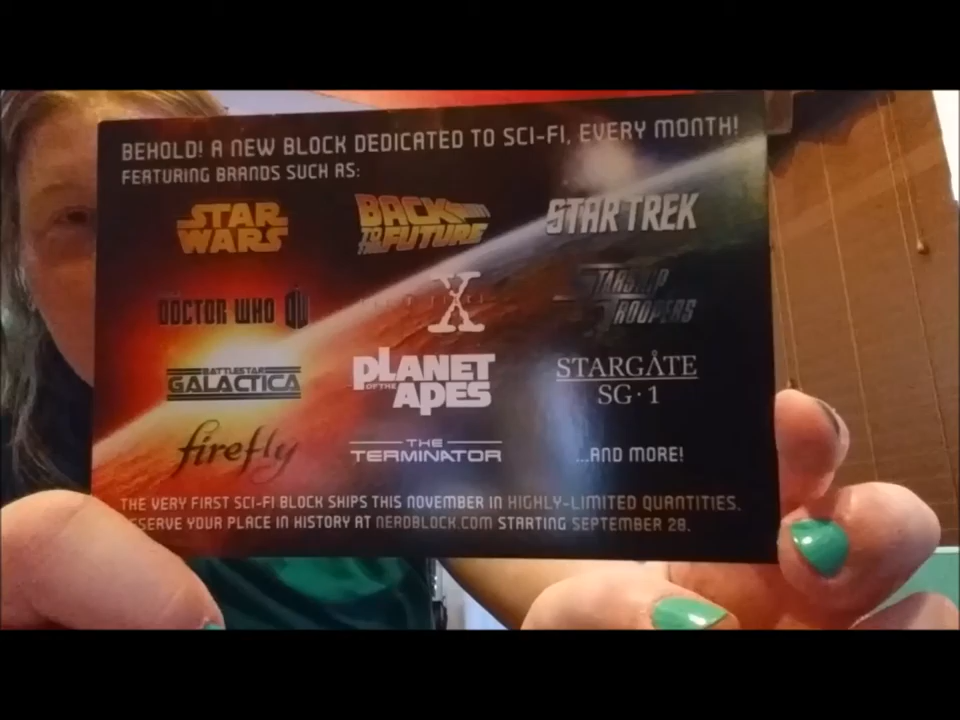 BEHOLD! A NEW BLOCK DEDICATED TO SCI-FI, EVERY MONTH!
FEATURING BRANDS SUCH AS:
STAR WARS
BACK TO THE FUTURE
STAR TREK
DOCTOR WHO
THE X FILES
STARSHIP TROOPERS
BATTLESTAR GALACTICA
PLANET OF THE APES
STARGATE SG·1
firefly
THE TERMINATOR
...AND MORE!
THE VERY FIRST SCI-FI BLOCK SHIPS THIS NOVEMBER IN HIGHLY-LIMITED QUANTITIES.
SERVE YOUR PLACE IN HISTORY AT NERDBLOCK.COM STARTING SEPTEMBER 28.